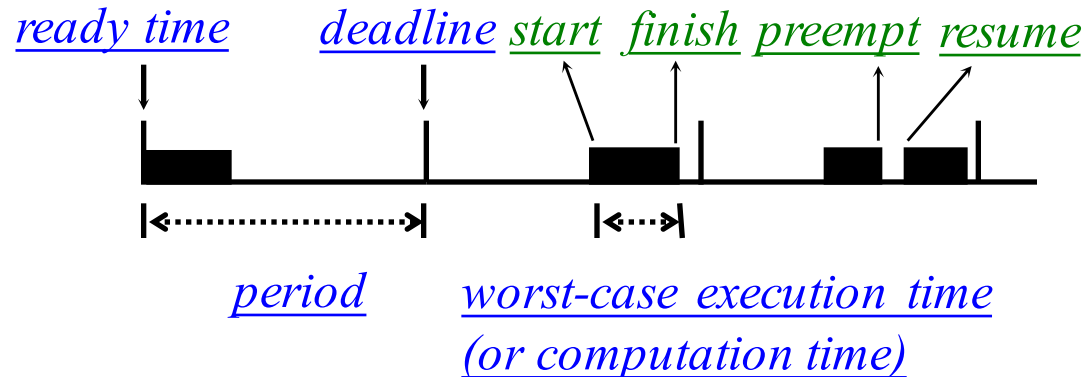 ready time deadline start finish preempt resume
period worst-case execution time
(or computation time)